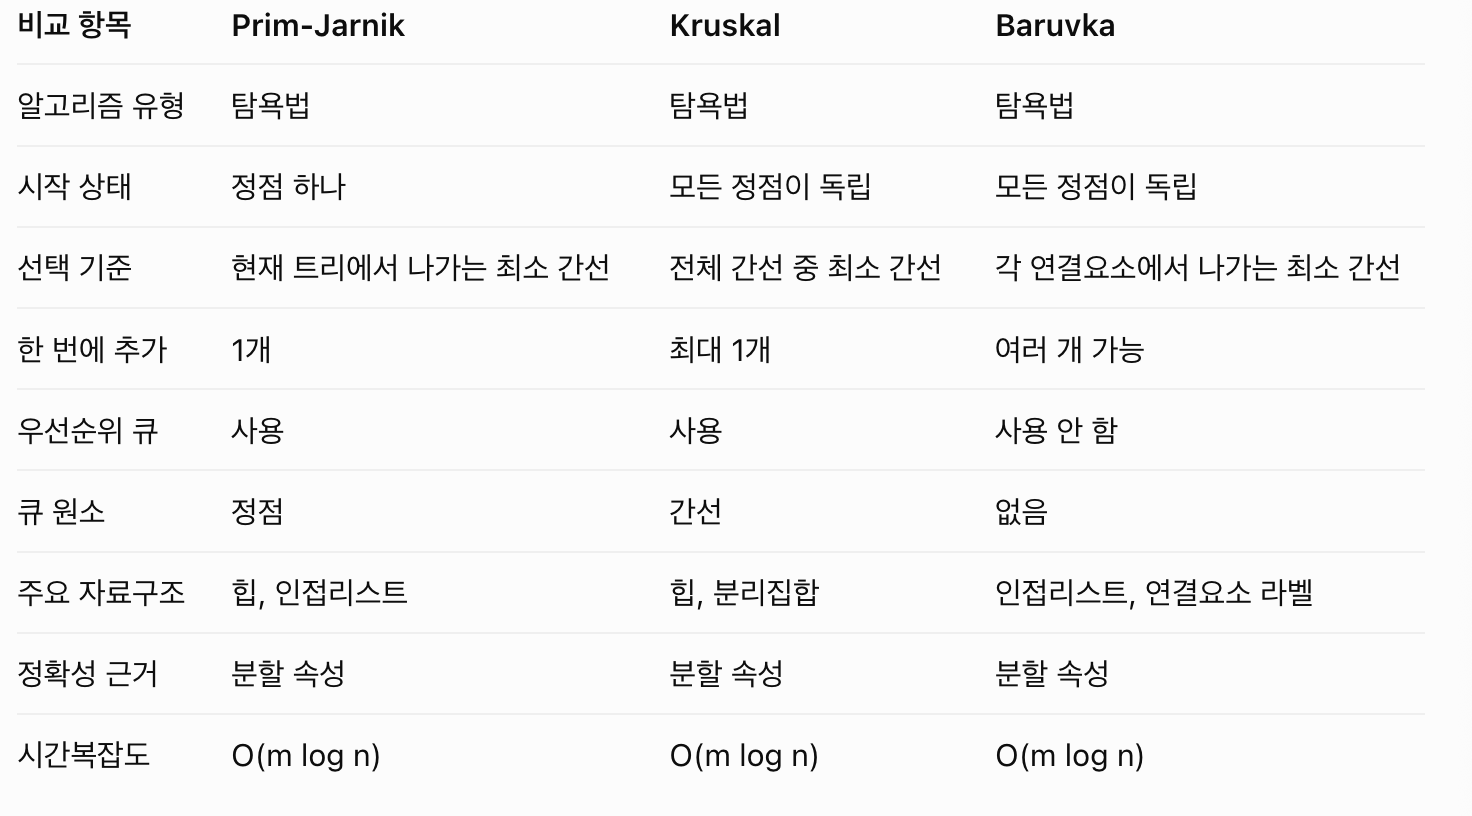 비교 항목 Prim-Jarnik Kruskal Baruvka
알고리즘 유형 탐욕법 탐욕법 탐욕법
시작 상태 정점 하나 모든 정점이 독립 모든 정점이 독립
선택 기준 현재 트리에서 나가는 최소 간선 전체 간선 중 최소 간선 각 연결요소에서 나가는 최소 간선
한 번에 추가 1개 최대 1개 여러 개 가능
우선순위 큐 사용 사용 사용 안 함
큐 원소 정점 간선 없음
주요 자료구조 힙, 인접리스트 힙, 분리집합 인접리스트, 연결요소 라벨
정확성 근거 분할 속성 분할 속성 분할 속성
시간복잡도 O(m log n) O(m log n) O(m log n)